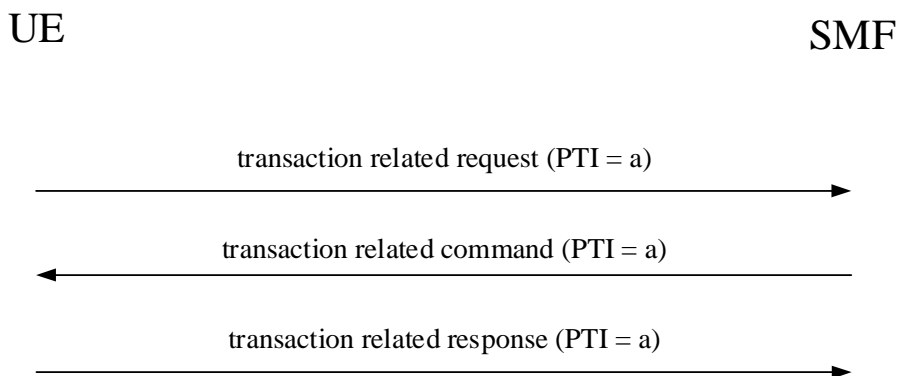 UE
SMF
transaction related request (PTI = a)
transaction related command (PTI = a)
transaction related response (PTI = a)